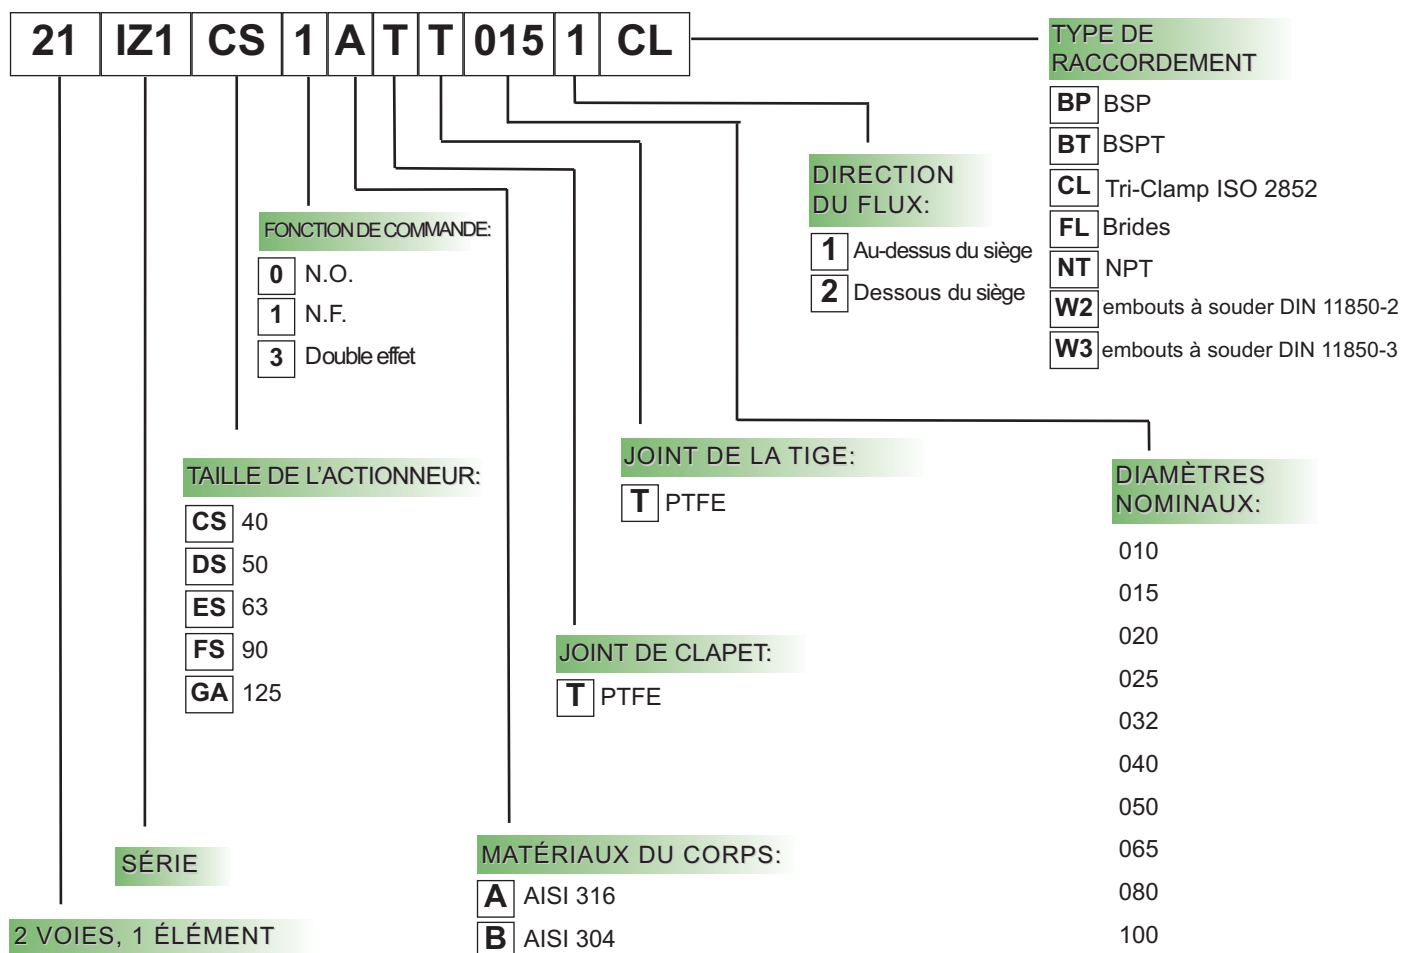 21 IZ1 CS 1 A T T 015 1 CL
TYPE DE
RACCORDEMENT
BP BSP
BT BSPT
CL Tri-Clamp ISO 2852
FL Brides
NT NPT
W2 embouts à souder DIN 11850-2
W3 embouts à souder DIN 11850-3
DIRECTION
DU FLUX:
1 Au-dessus du siège
2 Dessous du siège
FONCTION DE COMMANDE:
0 N.O.
1 N.F.
3 Double effet
TAILLE DE L'ACTIONNEUR:
CS 40
DS 50
ES 63
FS 90
GA 125
JOINT DE LA TIGE:
T PTFE
DIAMÈTRES
NOMINAUX:
010
015
020
025
032
040
050
065
080
100
JOINT DE CLAPET:
T PTFE
SÉRIE
MATÉRIAUX DU CORPS:
A AISI 316
B AISI 304
2 VOIES, 1 ÉLÉMENT